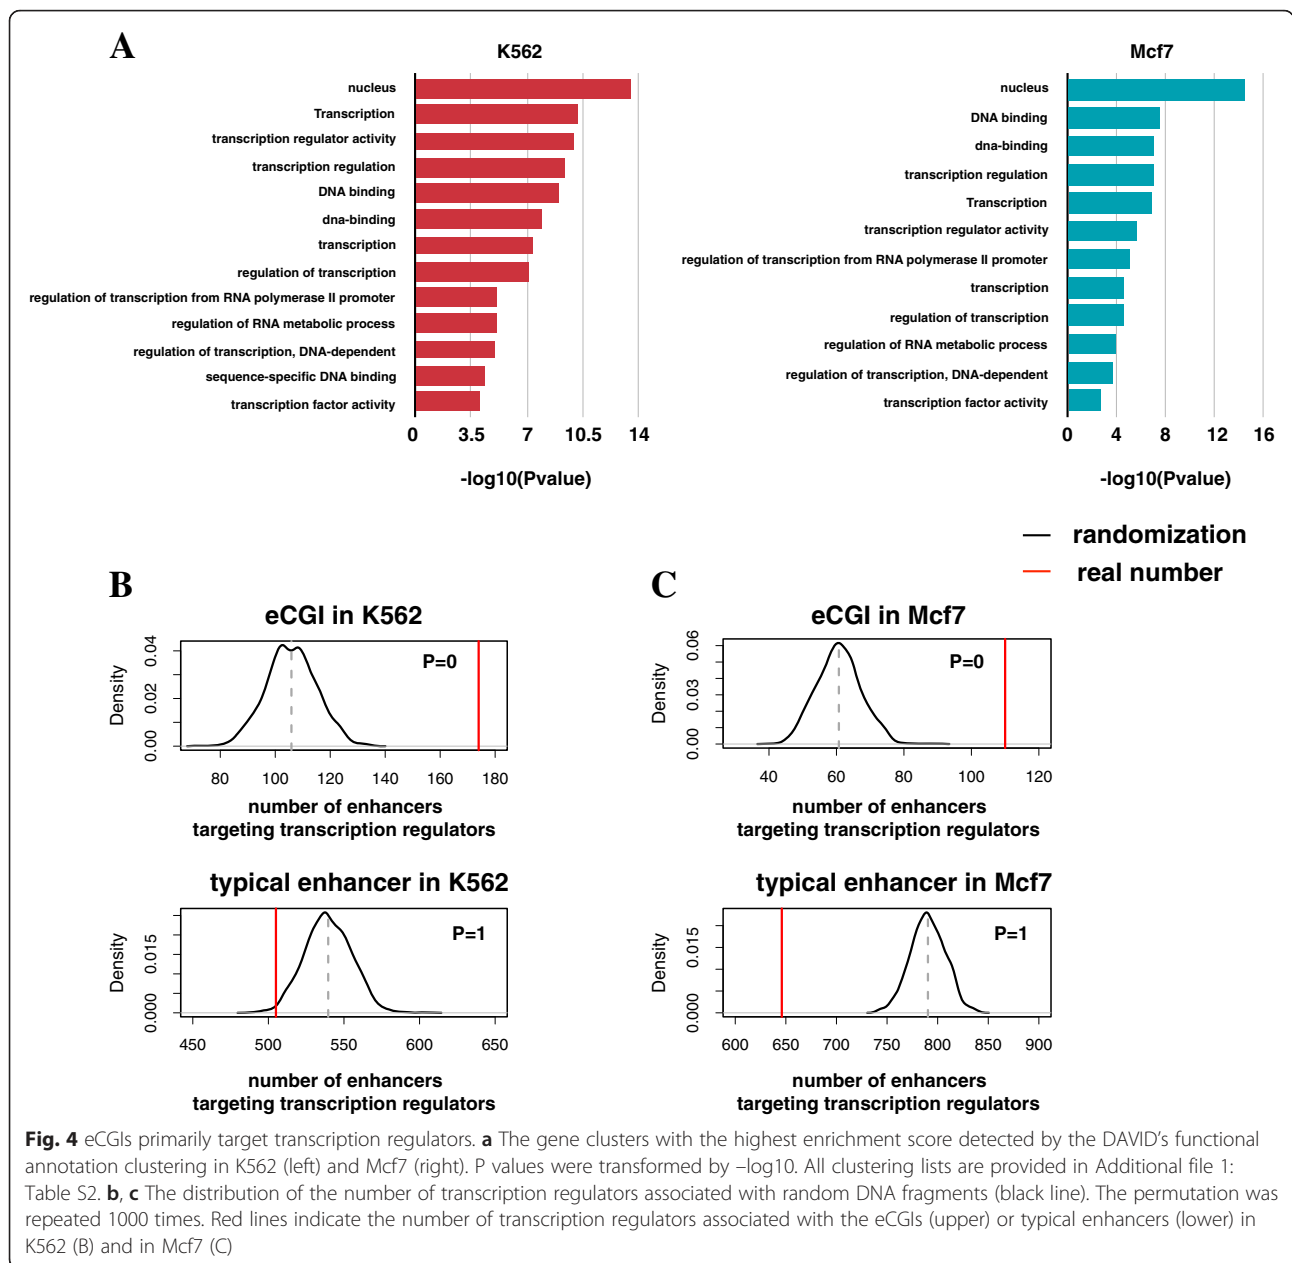 A
K562
nucleus
Transcription
transcription regulator activity
transcription regulation
DNA binding
dna-binding
transcription
regulation of transcription
regulation of transcription from RNA polymerase II promoter
regulation of RNA metabolic process
regulation of transcription, DNA-dependent
sequence-specific DNA binding
transcription factor activity
0 3.5 7 10.5 14
-log10(Pvalue)
Mcf7
nucleus
DNA binding
dna-binding
transcription regulation
Transcription
transcription regulator activity
regulation of transcription from RNA polymerase II promoter
transcription
regulation of transcription
regulation of RNA metabolic process
regulation of transcription, DNA-dependent
transcription factor activity
0 4 8 12 16
-log10(Pvalue)
randomization
real number
B
eCGI in K562
P=0
Density
0.00 0.02 0.04
80 100 120 140 160 180
number of enhancers
targeting transcription regulators
typical enhancer in K562
P=1
Density
0.000 0.015
450 500 550 600 650
number of enhancers
targeting transcription regulators
C
eCGI in Mcf7
P=0
Density
0.00 0.03 0.06
40 60 80 100 120
number of enhancers
targeting transcription regulators
typical enhancer in Mcf7
P=1
Density
0.000 0.015
600 650 700 750 800 850 900
number of enhancers
targeting transcription regulators
Fig. 4 eCGIs primarily target transcription regulators. a The gene clusters with the highest enrichment score detected by the DAVID's functional
annotation clustering in K562 (left) and Mcf7 (right). P values were transformed by –log10. All clustering lists are provided in Additional file 1:
Table S2. b, c The distribution of the number of transcription regulators associated with random DNA fragments (black line). The permutation was
repeated 1000 times. Red lines indicate the number of transcription regulators associated with the eCGIs (upper) or typical enhancers (lower) in
K562 (B) and in Mcf7 (C)